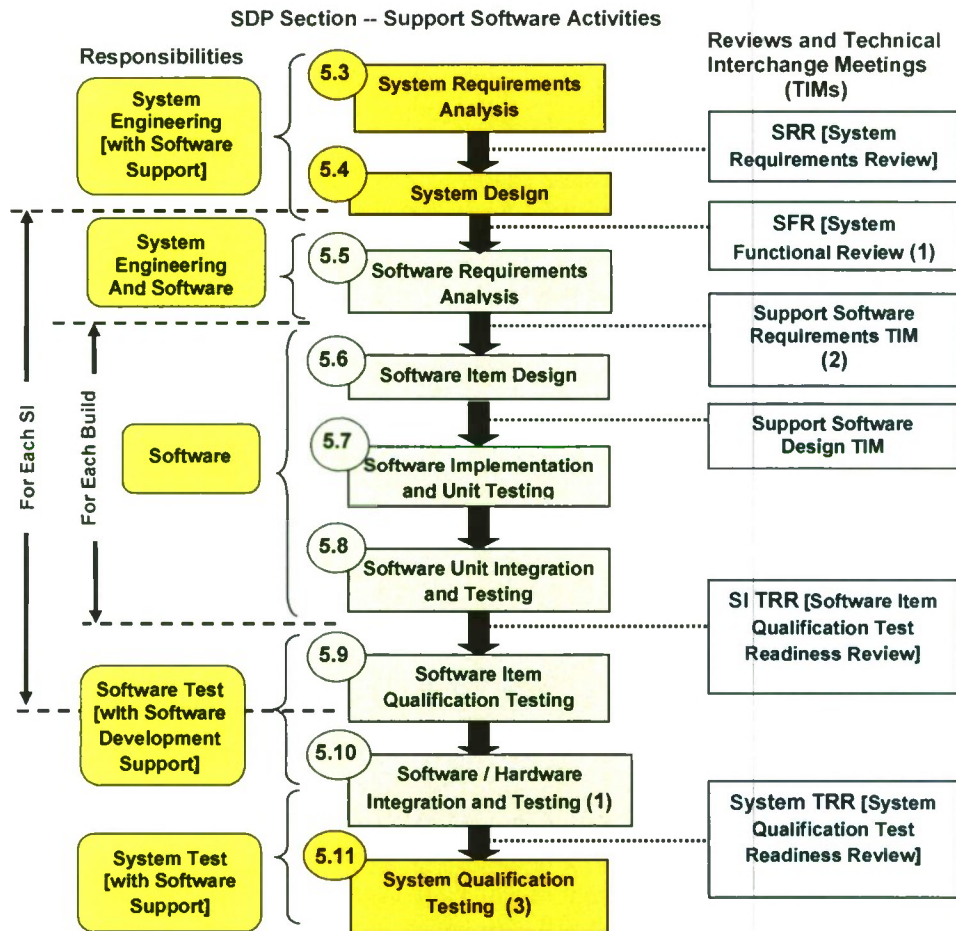 SDP Section -- Support Software Activities
Responsibilities
Reviews and Technical
Interchange Meetings
(TIMs)
System
Engineering
[with Software
Support]
5.3
System Requirements
Analysis
SRR [System
Requirements Review]
5.4
System Design
SFR [System
Functional Review (1)
System
Engineering
And Software
5.5
Software Requirements
Analysis
Support Software
Requirements TIM
(2)
5.6
Software Item Design
For Each SI
For Each Build
Software
Support Software
Design TIM
5.7
Software Implementation
and Unit Testing
5.8
Software Unit Integration
and Testing
SI TRR [Software Item
Qualification Test
Readiness Review]
5.9
Software Item
Qualification Testing
Software Test
[with Software
Development
Support]
5.10
Software / Hardware
Integration and Testing (1)
System TRR [System
Qualification Test
Readiness Review]
System Test
[with Software
Support]
5.11
System Qualification
Testing (3)